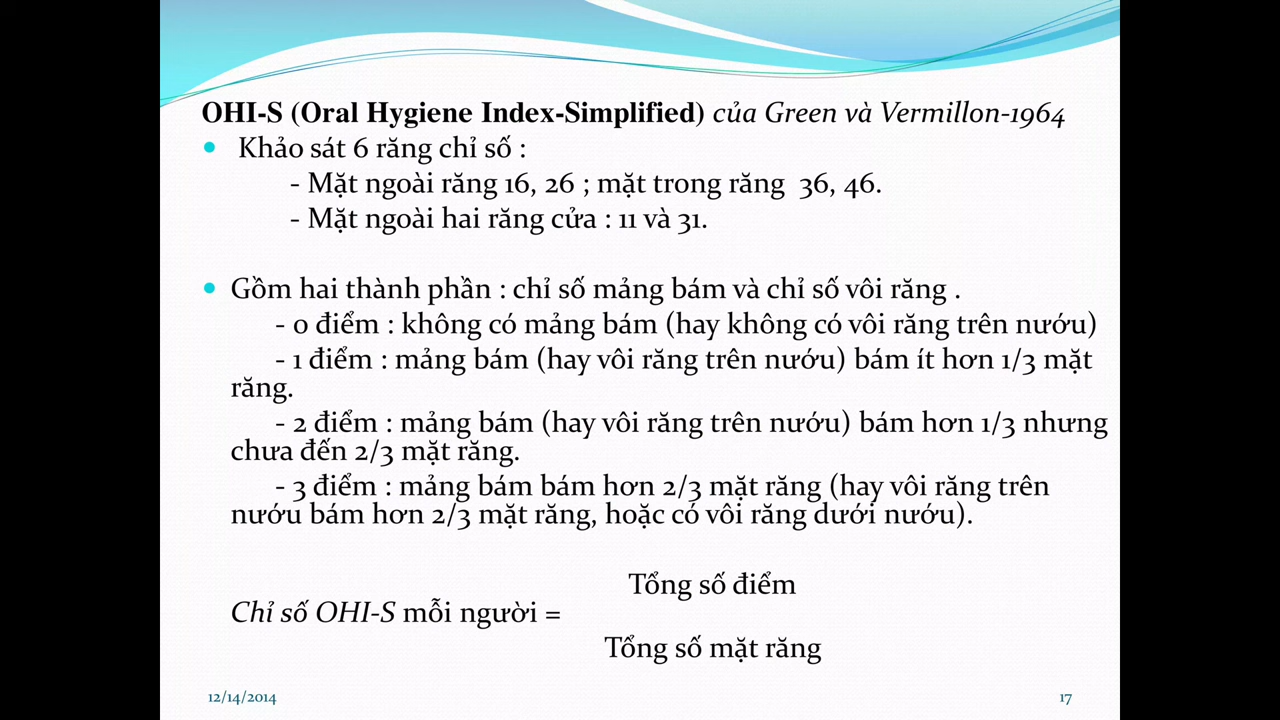 OHI-S (Oral Hygiene Index-Simplified) của Green và Vermillon-1964
• Khảo sát 6 răng chỉ số :
- Mặt ngoài răng 16, 26 ; mặt trong răng 36, 46.
- Mặt ngoài hai răng cửa : 11 và 31.
• Gồm hai thành phần : chỉ số mảng bám và chỉ số vôi răng .
- 0 điểm : không có mảng bám (hay không có vôi răng trên nướu)
- 1 điểm : mảng bám (hay vôi răng trên nướu) bám ít hơn 1/3 mặt
răng.
- 2 điểm : mảng bám (hay vôi răng trên nướu) bám hơn 1/3 nhưng
chưa đến 2/3 mặt răng.
- 3 điểm : mảng bám bám hơn 2/3 mặt răng (hay vôi răng trên
nướu bám hơn 2/3 mặt răng, hoặc có vôi răng dưới nướu).
Tổng số điểm
Chỉ số OHI-S mỗi người =
Tổng số mặt răng
12/14/2014
17